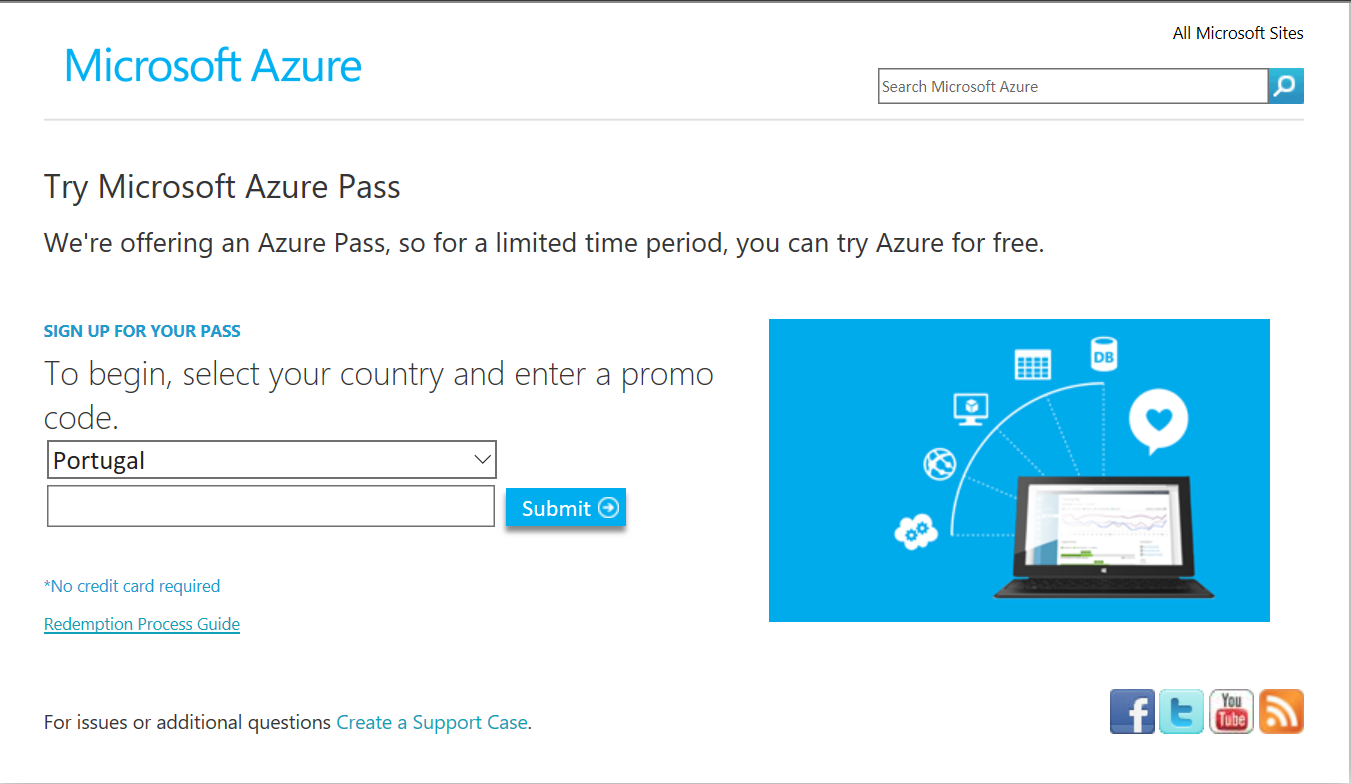 All Microsoft Sites
Microsoft Azure
Search Microsoft Azure
Try Microsoft Azure Pass
We're offering an Azure Pass, so for a limited time period, you can try Azure for free.
SIGN UP FOR YOUR PASS
To begin, select your country and enter a promo
code.
Portugal
Submit
DB
*No credit card required
Redemption Process Guide
For issues or additional questions Create a Support Case.
f
t
You
Tube